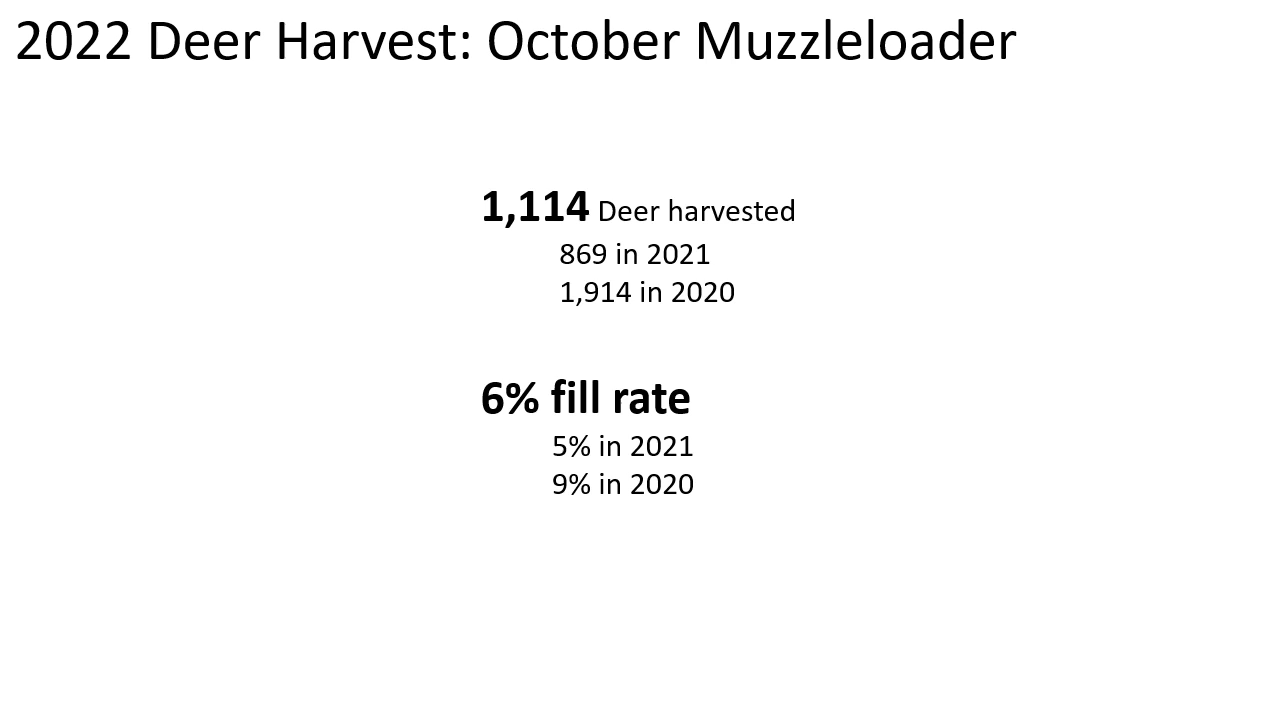 2022 Deer Harvest: October Muzzleloader
1,114 Deer harvested
869 in 2021
1,914 in 2020
6% fill rate
5% in 2021
9% in 2020